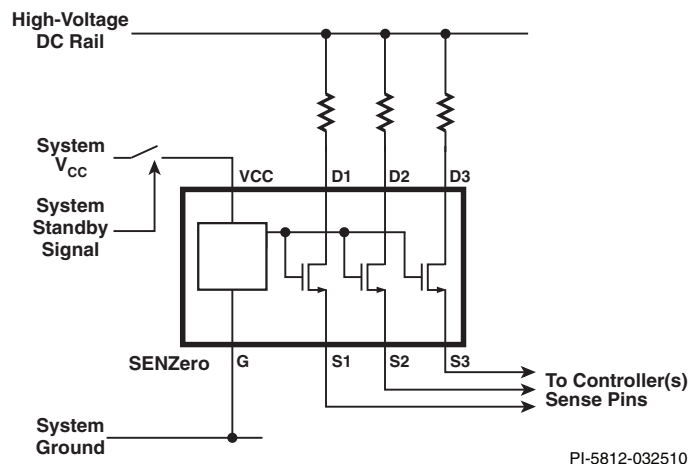 High-Voltage
DC Rail
System
VCC
System
Standby
Signal
VCC
D1
D2
D3
SENZero
G
S1
S2
S3
To Controller(s)
Sense Pins
System
Ground
PI-5812-032510